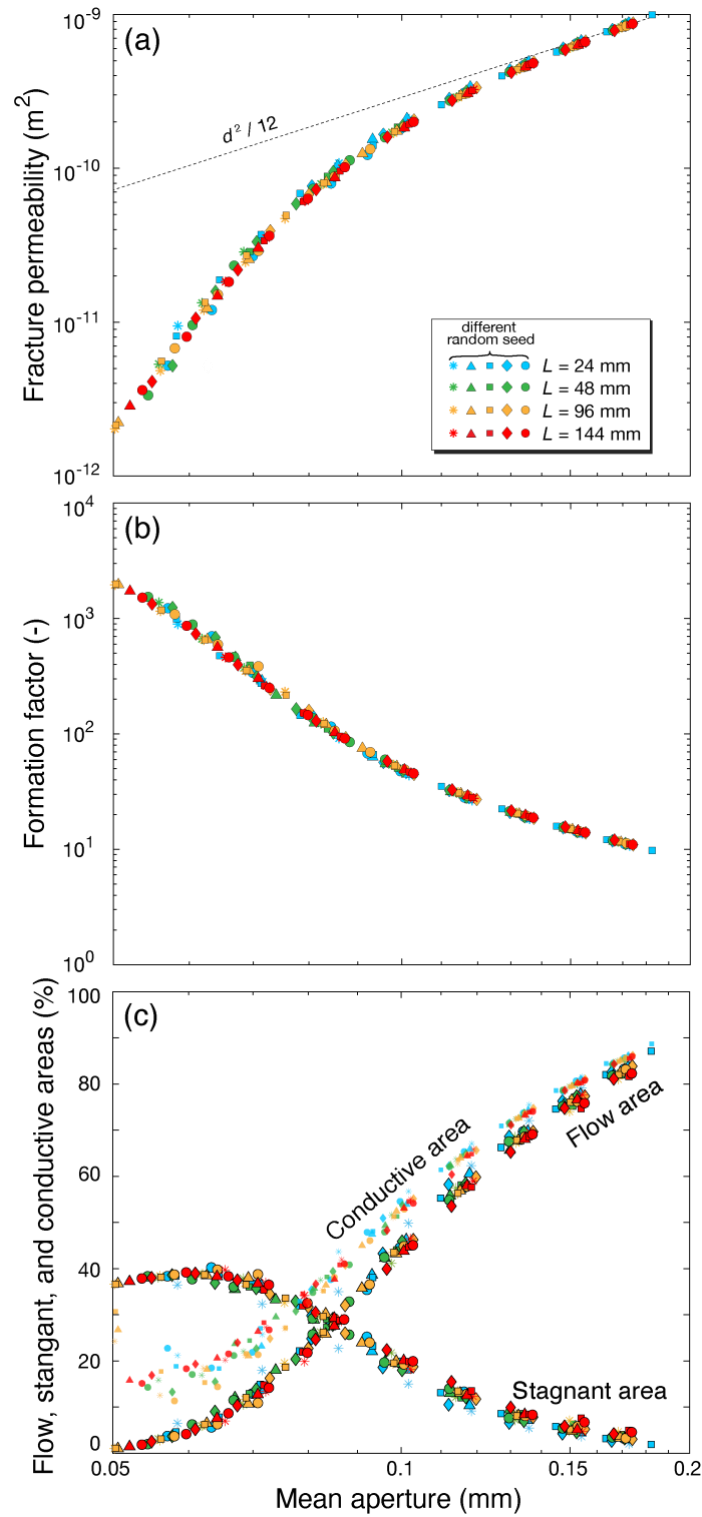 (a)
Fracture permeability (m²)
10⁻⁹
10⁻¹⁰
10⁻¹¹
10⁻¹²
d² / 12
different
random seed
L = 24 mm
L = 48 mm
L = 96 mm
L = 144 mm
(b)
Formation factor (-)
10⁴
10³
10²
10¹
10⁰
(c)
Flow, stangant, and conductive areas (%)
100
80
60
40
20
0
Conductive area
Flow area
Stagnant area
0.05
0.1
0.15
0.2
Mean aperture (mm)